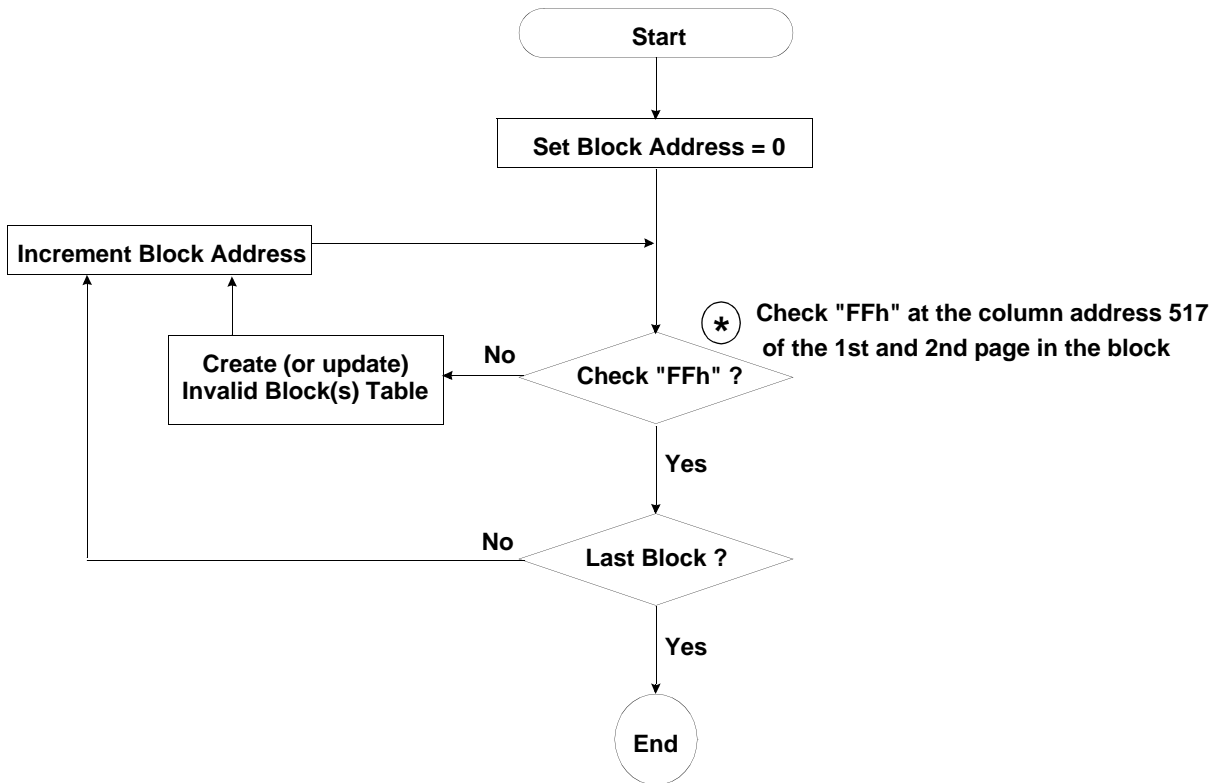 Start
Set Block Address = 0
Increment Block Address
* Check "FFh" at the column address 517
of the 1st and 2nd page in the block
No
Create (or update)
Invalid Block(s) Table
Check "FFh" ?
Yes
No
Last Block ?
Yes
End